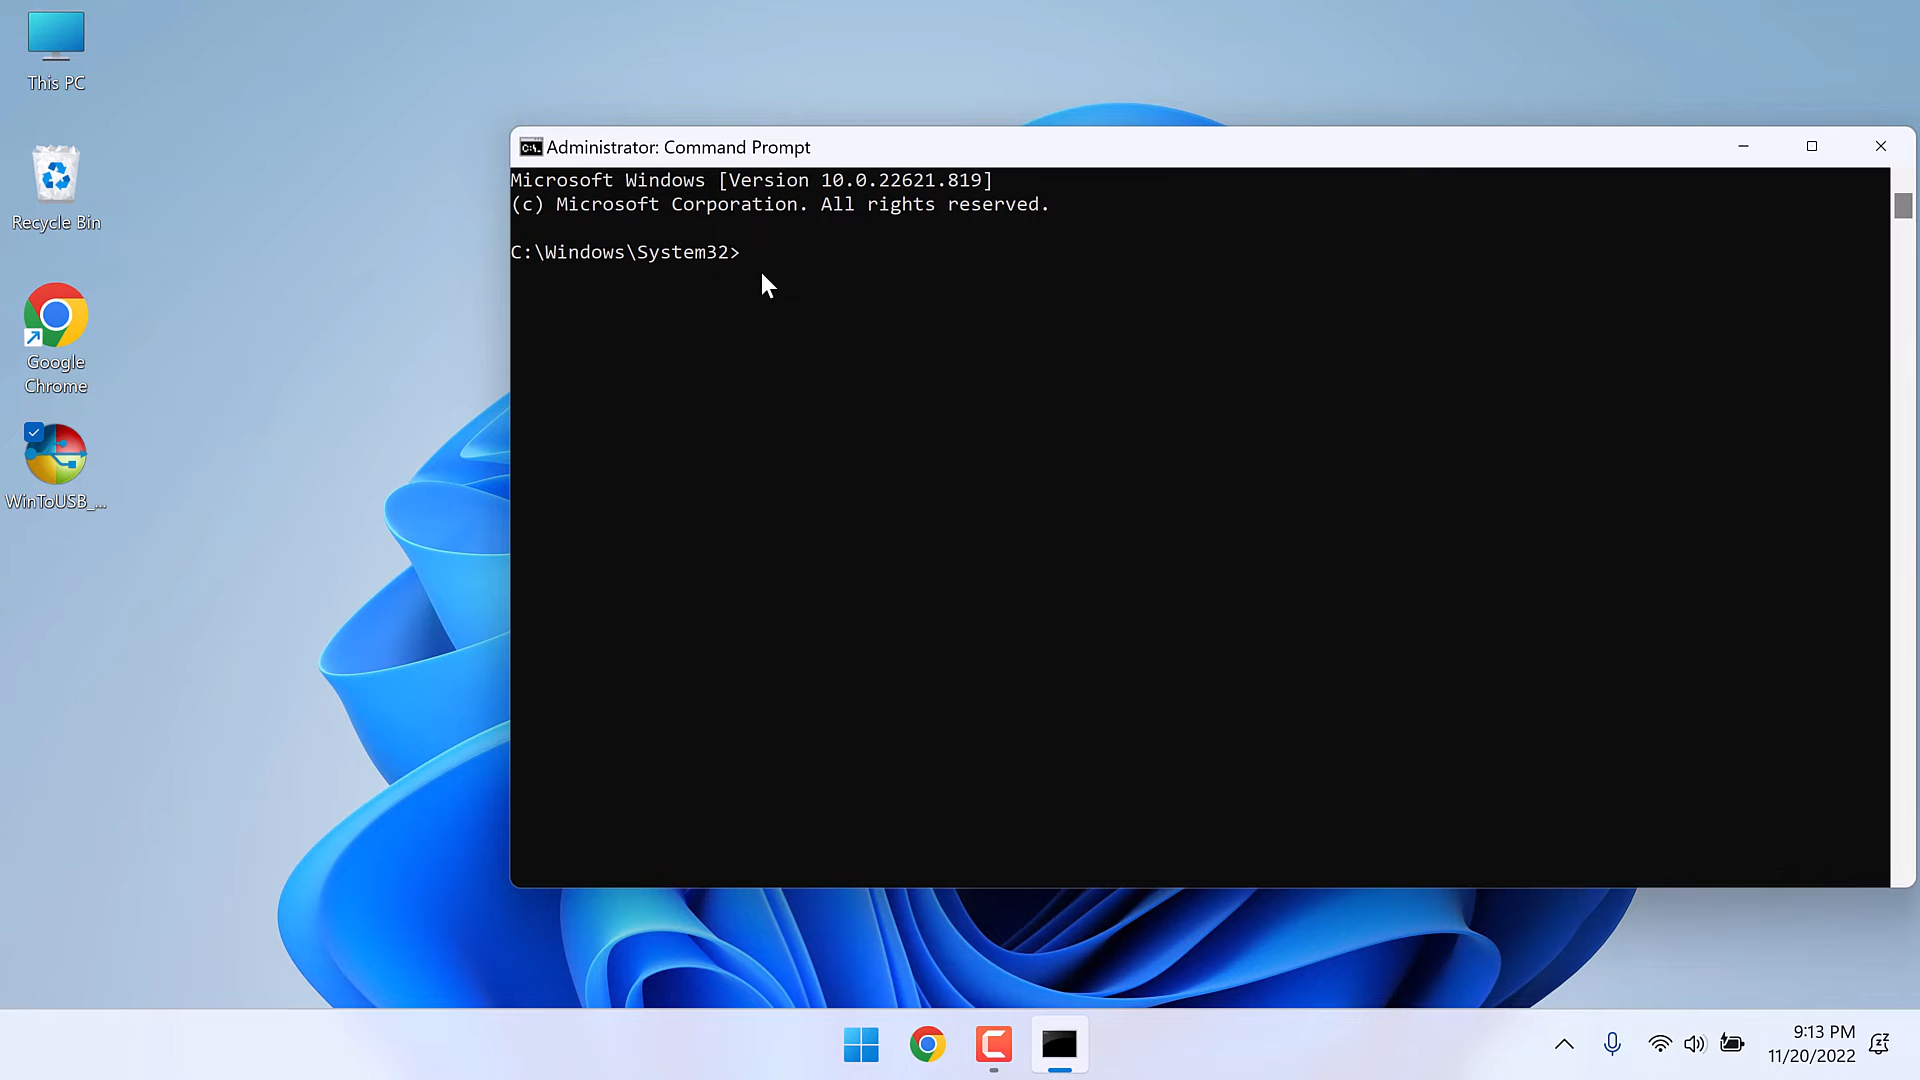 This PC
Recycle Bin
Google
Chrome
WinToUSB_...
Administrator: Command Prompt
Microsoft Windows [Version 10.0.22621.819]
(c) Microsoft Corporation. All rights reserved.
C:\Windows\System32>
9:13 PM
11/20/2022